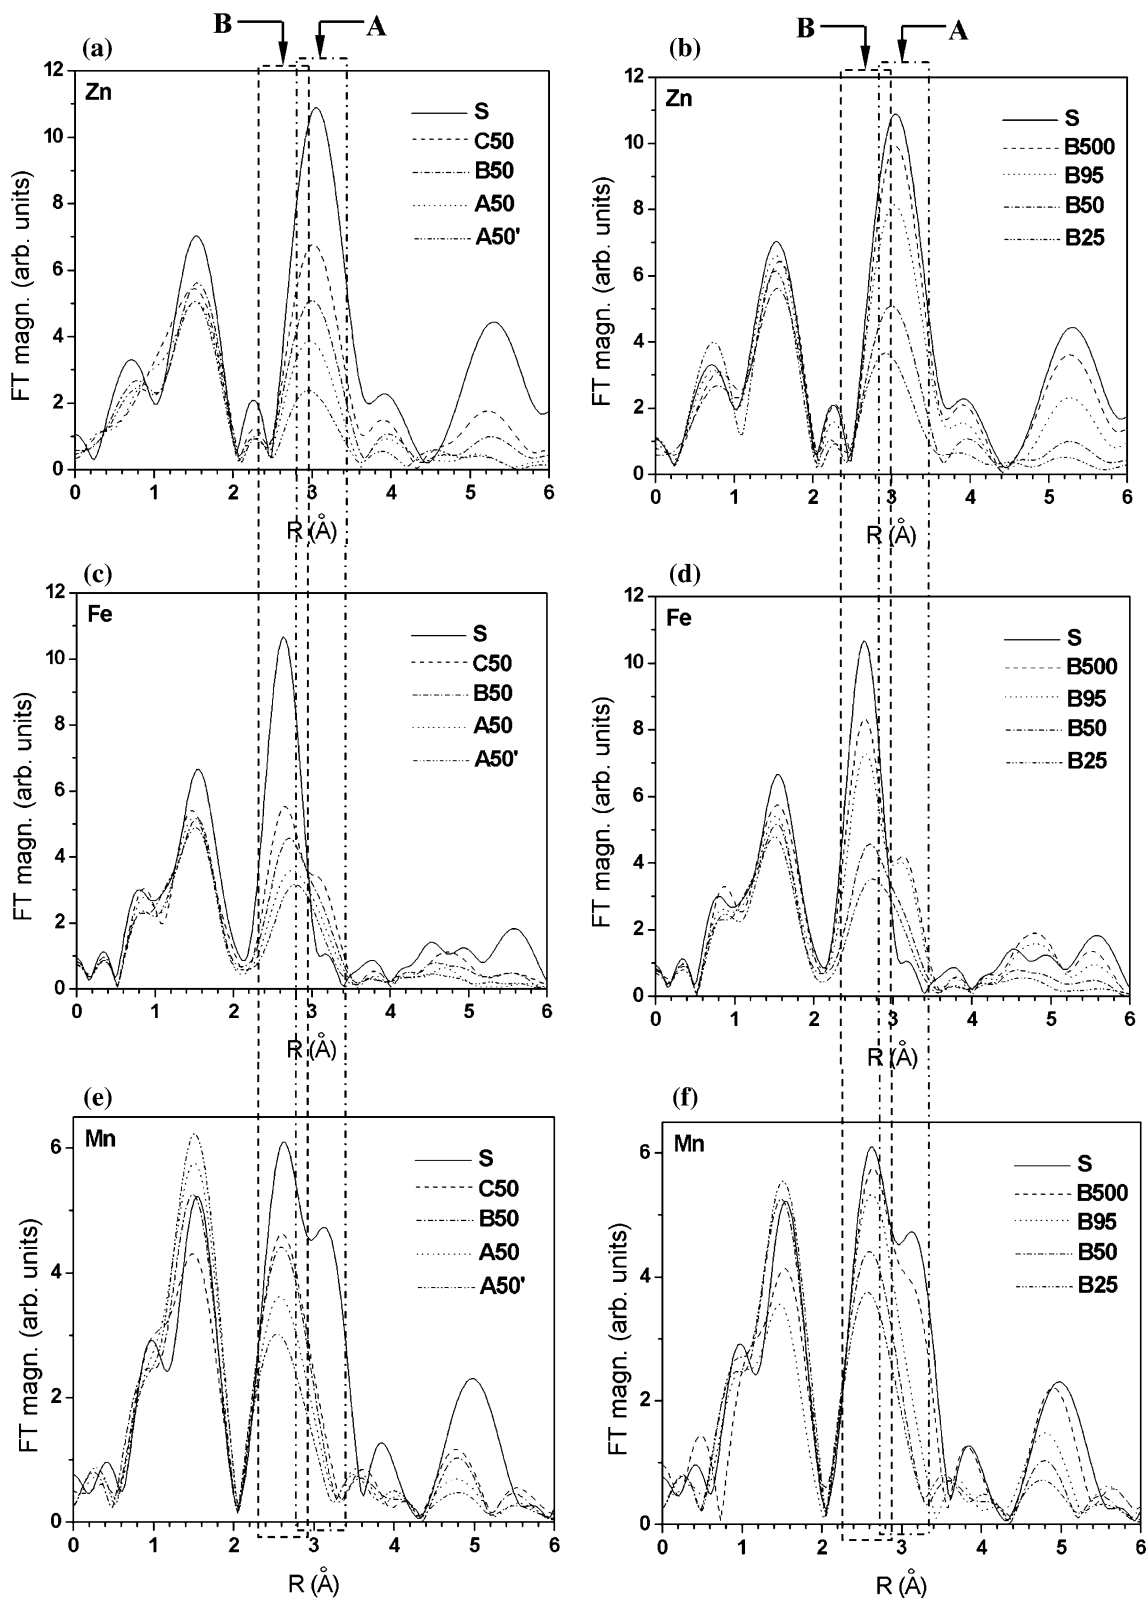 B A
(a)
Zn
S
C50
B50
A50
A50'
FT magn. (arb. units)
12
10
8
6
4
2
0
0 1 2 3 4 5 6
R (Å)
B A
(b)
Zn
S
B500
B95
B50
B25
FT magn. (arb. units)
12
10
8
6
4
2
0
0 1 2 3 4 5 6
R (Å)
(c)
Fe
S
C50
B50
A50
A50'
FT magn. (arb. units)
12
10
8
6
4
2
0
0 1 2 3 4 5 6
R (Å)
(d)
Fe
S
B500
B95
B50
B25
FT magn. (arb. units)
12
10
8
6
4
2
0
0 1 2 3 4 5 6
R (Å)
(e)
Mn
S
C50
B50
A50
A50'
FT magn. (arb. units)
6
4
2
0
0 1 2 3 4 5 6
R (Å)
(f)
Mn
S
B500
B95
B50
B25
FT magn. (arb. units)
6
4
2
0
0 1 2 3 4 5 6
R (Å)